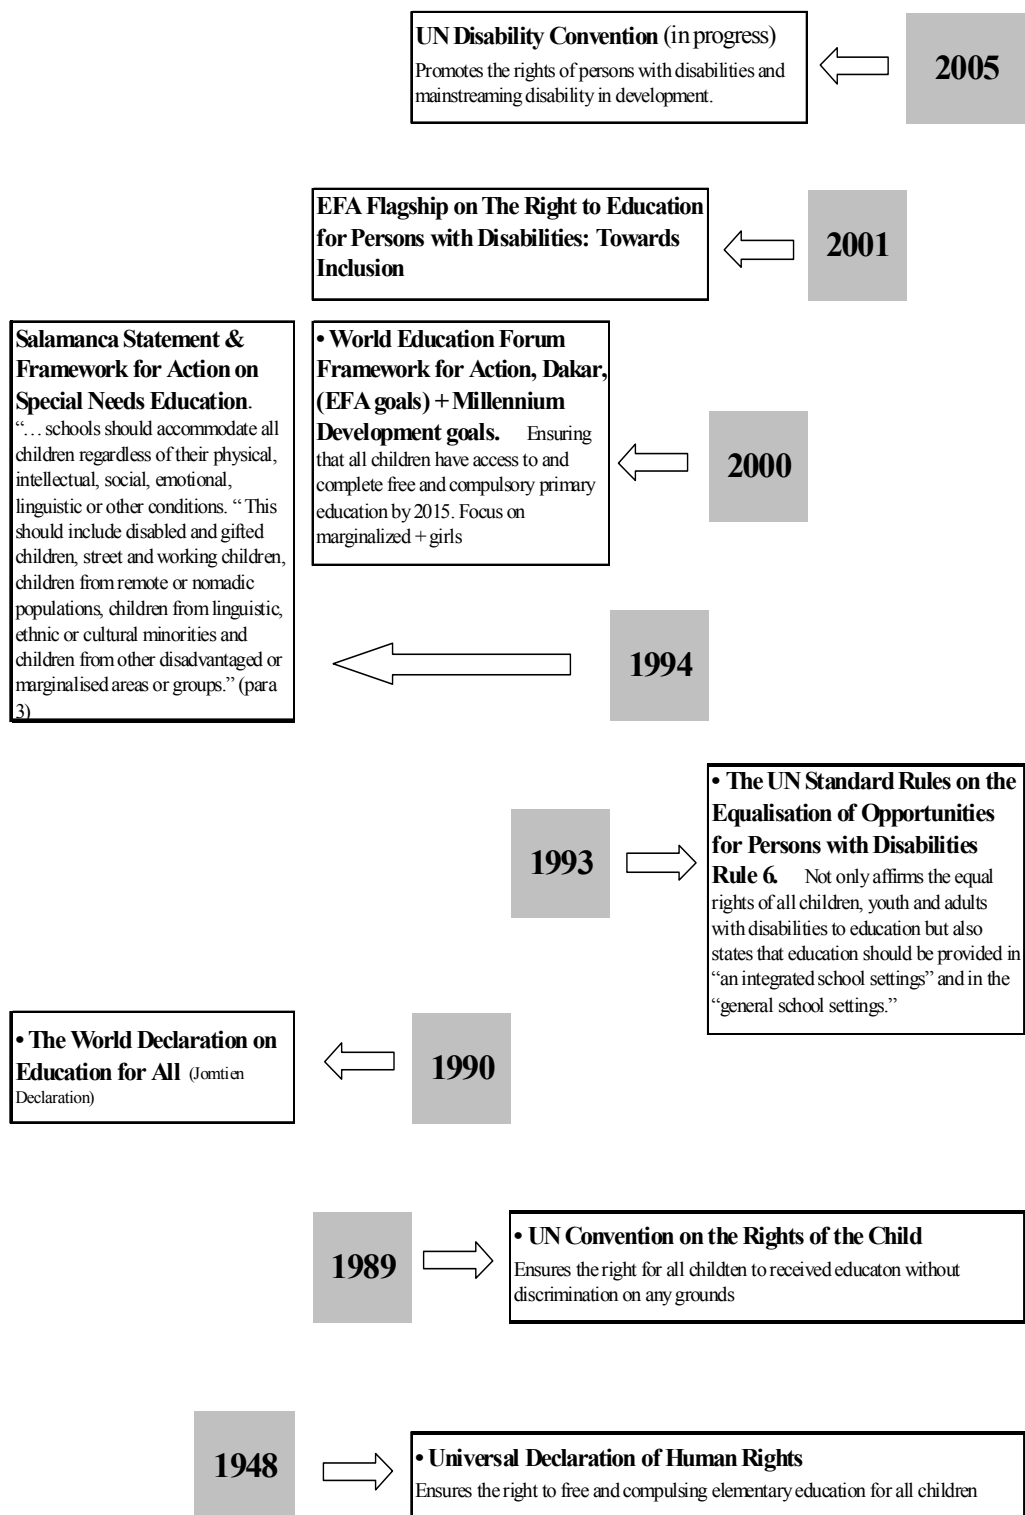 UN Disability Convention (in progress)
Promotes the rights of persons with disabilities and
mainstreaming disability in development.
2005
EFA Flagship on The Right to Education
for Persons with Disabilities: Towards
Inclusion
2001
Salamanca Statement &
Framework for Action on
Special Needs Education.
“… schools should accommodate all
children regardless of their physical,
intellectual, social, emotional,
linguistic or other conditions. “ This
should include disabled and gifted
children, street and working children,
children from remote or nomadic
populations, children from linguistic,
ethnic or cultural minorities and
children from other disadvantaged or
marginalised areas or groups.” (para
3)
• World Education Forum
Framework for Action, Dakar,
(EFA goals) + Millennium
Development goals. Ensuring
that all children have access to and
complete free and compulsory primary
education by 2015. Focus on
marginalized + girls
2000
1994
1993
• The UN Standard Rules on the
Equalisation of Opportunities
for Persons with Disabilities
Rule 6. Not only affirms the equal
rights of all children, youth and adults
with disabilities to education but also
states that education should be provided in
“an integrated school settings” and in the
“general school settings.”
• The World Declaration on
Education for All (Jomtien
Declaration)
1990
1989
• UN Convention on the Rights of the Child
Ensures the right for all childten to received educaton without
discrimination on any grounds
1948
• Universal Declaration of Human Rights
Ensures the right to free and compulsing elementary education for all children